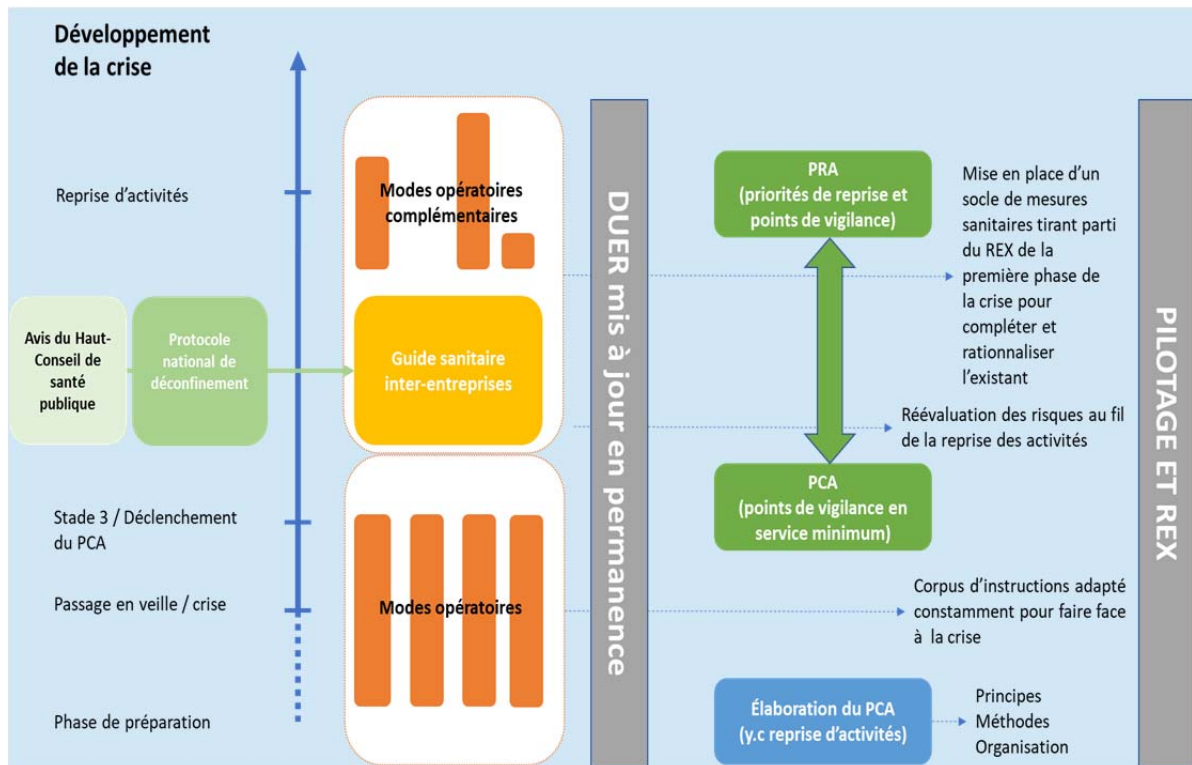 Développement
de la crise
Reprise d’activités
Avis du Haut-
Conseil de
santé
publique
Protocole
national de
déconfinement
Stade 3 / Déclenchement
du PCA
Passage en veille / crise
Phase de préparation
Modes opératoires
complémentaires
Guide sanitaire
inter-entreprises
Modes opératoires
DUER mis à jour en permanence
PRA
(priorités de reprise et
points de vigilance)
PCA
(points de vigilance en
service minimum)
Élaboration du PCA
(y.c reprise d’activités)
Mise en place d’un
socle de mesures
sanitaires tirant parti
du REX de la
première phase de
la crise pour
compléter et
rationnaliser
l’existant
Réévaluation des risques au fil
de la reprise des activités
Corpus d’instructions adapté
constamment pour faire face
à la crise
Principes
Méthodes
Organisation
PILOTAGE ET REX